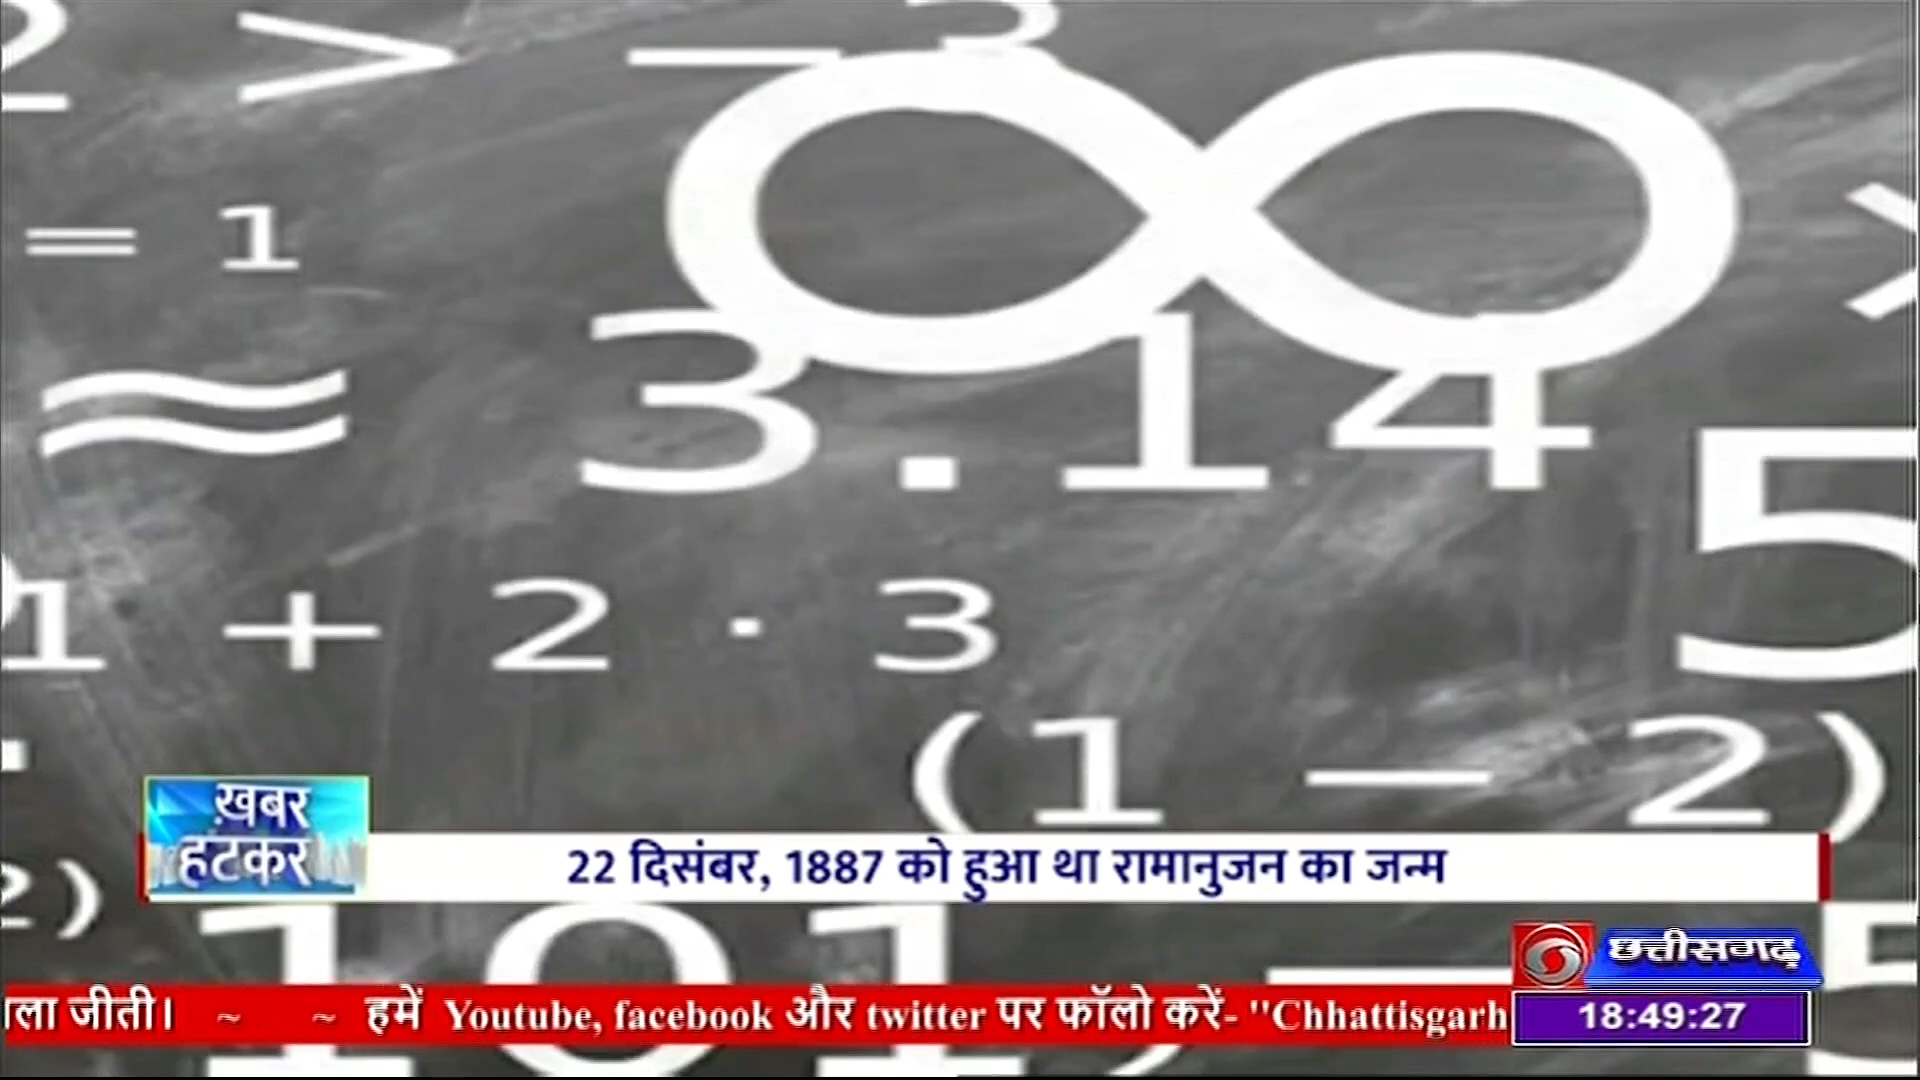 2 > − 3
∞
= 1
≈ 3.14
5
1 + 2 · 3
(1 − 2)
ख़बर
हटकर
22 दिसंबर, 1887 को हुआ था रामानुजन का जन्म
2)
101
5
छत्तीसगढ़
ला जीती। ~ ~ हमें Youtube, facebook और twitter पर फॉलो करें- "Chhattisgarh
18:49:27